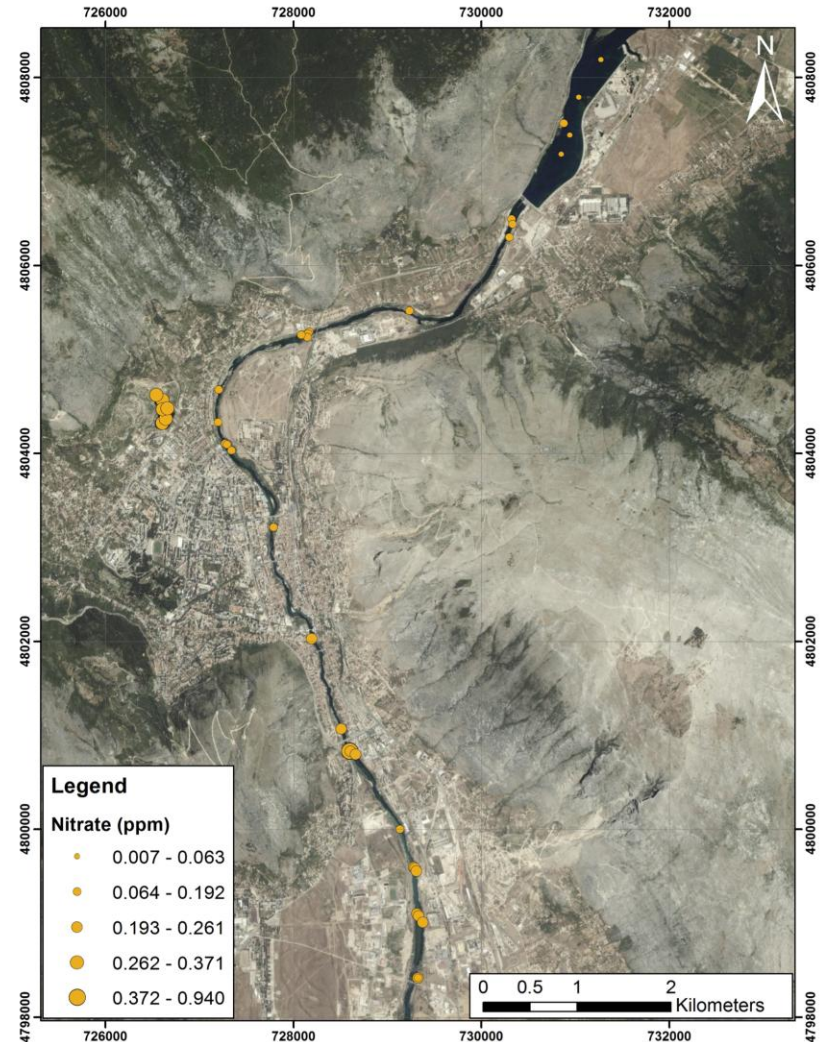 726000 728000 730000 732000
N
4808000 4808000
4806000 4806000
4804000 4804000
4802000 4802000
4800000 4800000
4798000 4798000
Legend
Nitrate (ppm)
0.007 - 0.063
0.064 - 0.192
0.193 - 0.261
0.262 - 0.371
0.372 - 0.940
0 0.5 1 2
Kilometers
726000 728000 730000 732000